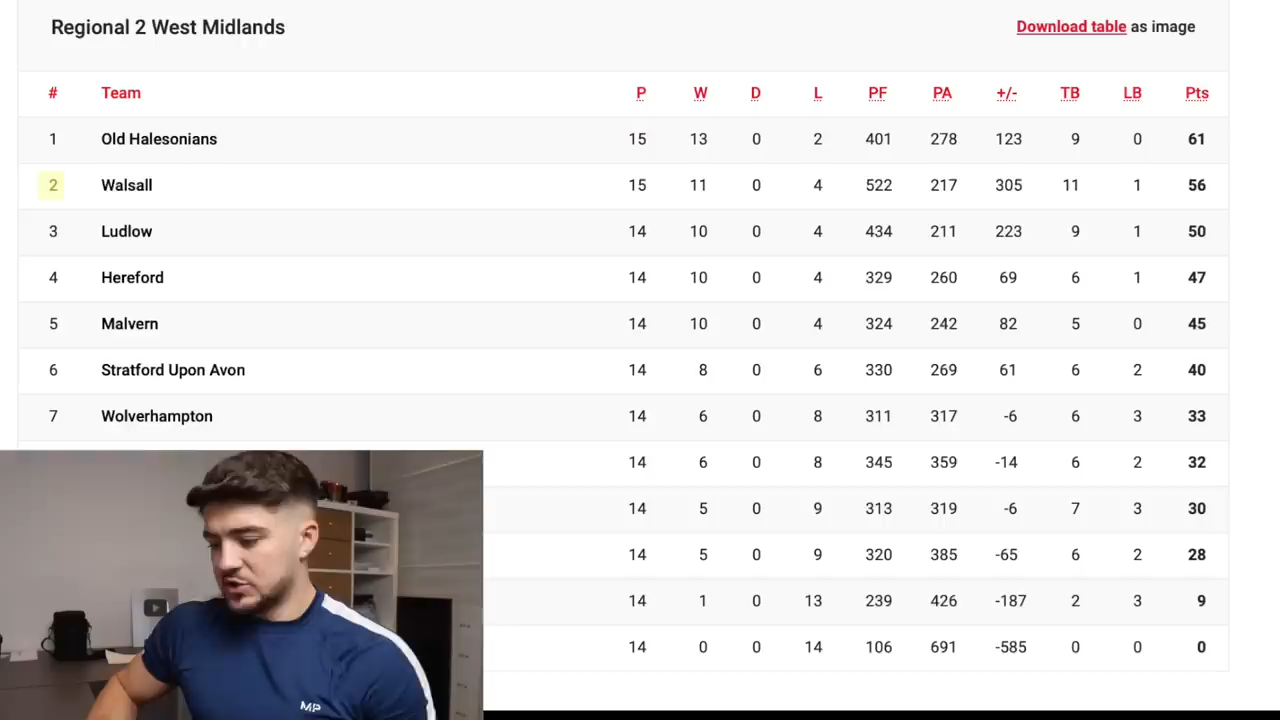 Regional 2 West Midlands Download table as image
# Team P W D L PF PA +/- TB LB Pts
1 Old Halesonians 15 13 0 2 401 278 123 9 0 61
2 Walsall 15 11 0 4 522 217 305 11 1 56
3 Ludlow 14 10 0 4 434 211 223 9 1 50
4 Hereford 14 10 0 4 329 260 69 6 1 47
5 Malvern 14 10 0 4 324 242 82 5 0 45
6 Stratford Upon Avon 14 8 0 6 330 269 61 6 2 40
7 Wolverhampton 14 6 0 8 311 317 -6 6 3 33
14 6 0 8 345 359 -14 6 2 32
14 5 0 9 313 319 -6 7 3 30
14 5 0 9 320 385 -65 6 2 28
14 1 0 13 239 426 -187 2 3 9
14 0 0 14 106 691 -585 0 0 0
MP